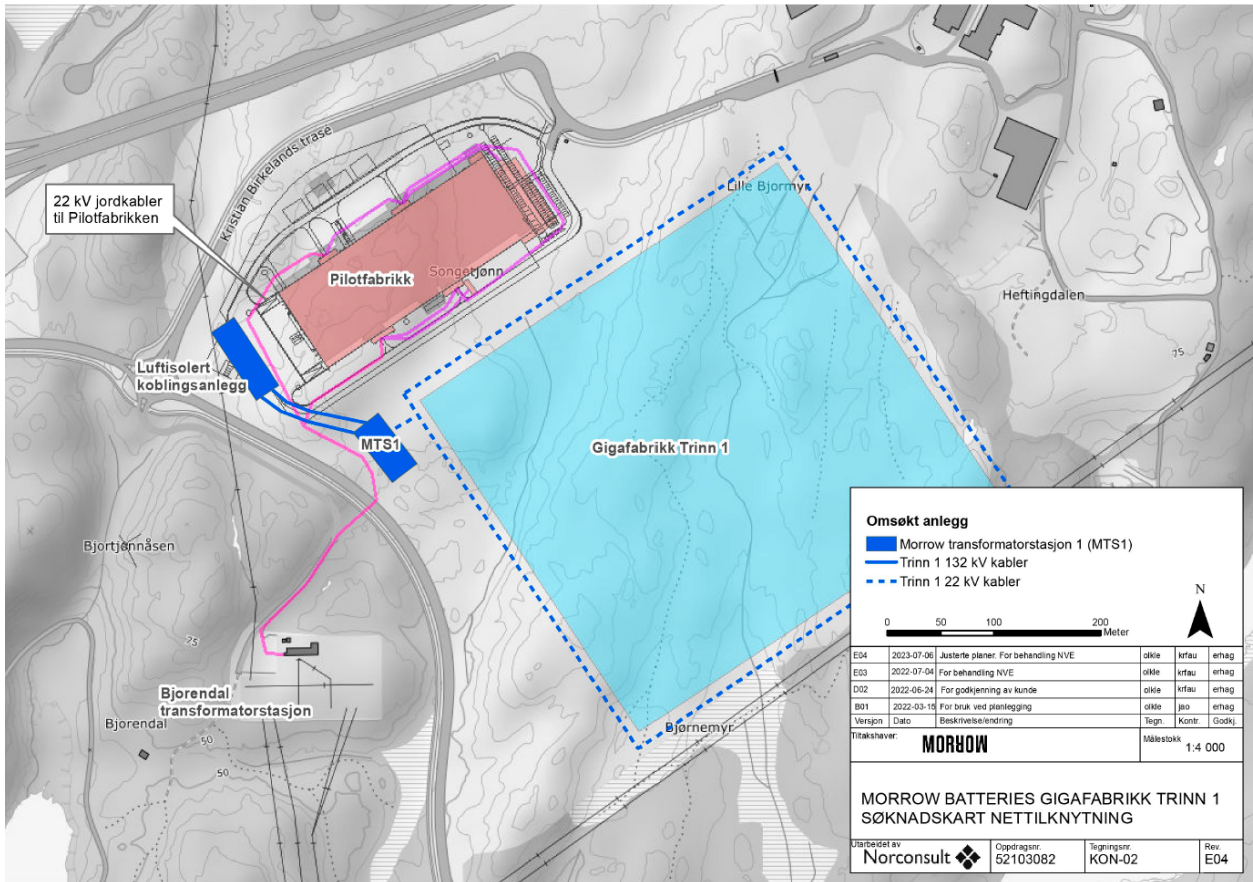 Kristian Birkelands trase
22 kV jordkabler
til Pilotfabrikken
Lille Bjormyr
Pilotfabrikk
Songetjønn
Heftingdalen
75
Luftisolert
koblingsanlegg
MTS1
Gigafabrikk Trinn 1
Bjortjønnåsen
75
Bjorendal
transformatorstasjon
Bjorendal
50
50
Bjørnemyr
Omsøkt anlegg
Morrow transformatorstasjon 1 (MTS1)
Trinn 1 132 kV kabler
Trinn 1 22 kV kabler
N
0 50 100 200
Meter
E04 2023-07-06 Justerte planer. For behandling NVE olkle krfau erhag
E03 2022-07-04 For behandling NVE olkle krfau erhag
D02 2022-06-24 For godkjenning av kunde olkle krfau erhag
B01 2022-03-15 For bruk ved planlegging olkle jao erhag
Versjon Dato Beskrivelse/endring Tegn. Kontr. Godkj.
Tiltakshaver: MORROW Målestokk 1:4 000
MORROW BATTERIES GIGAFABRIKK TRINN 1
SØKNADSKART NETTILKNYTNING
Utarbeidet av Oppdragsnr. Tegningsnr. Rev.
Norconsult 52103082 KON-02 E04